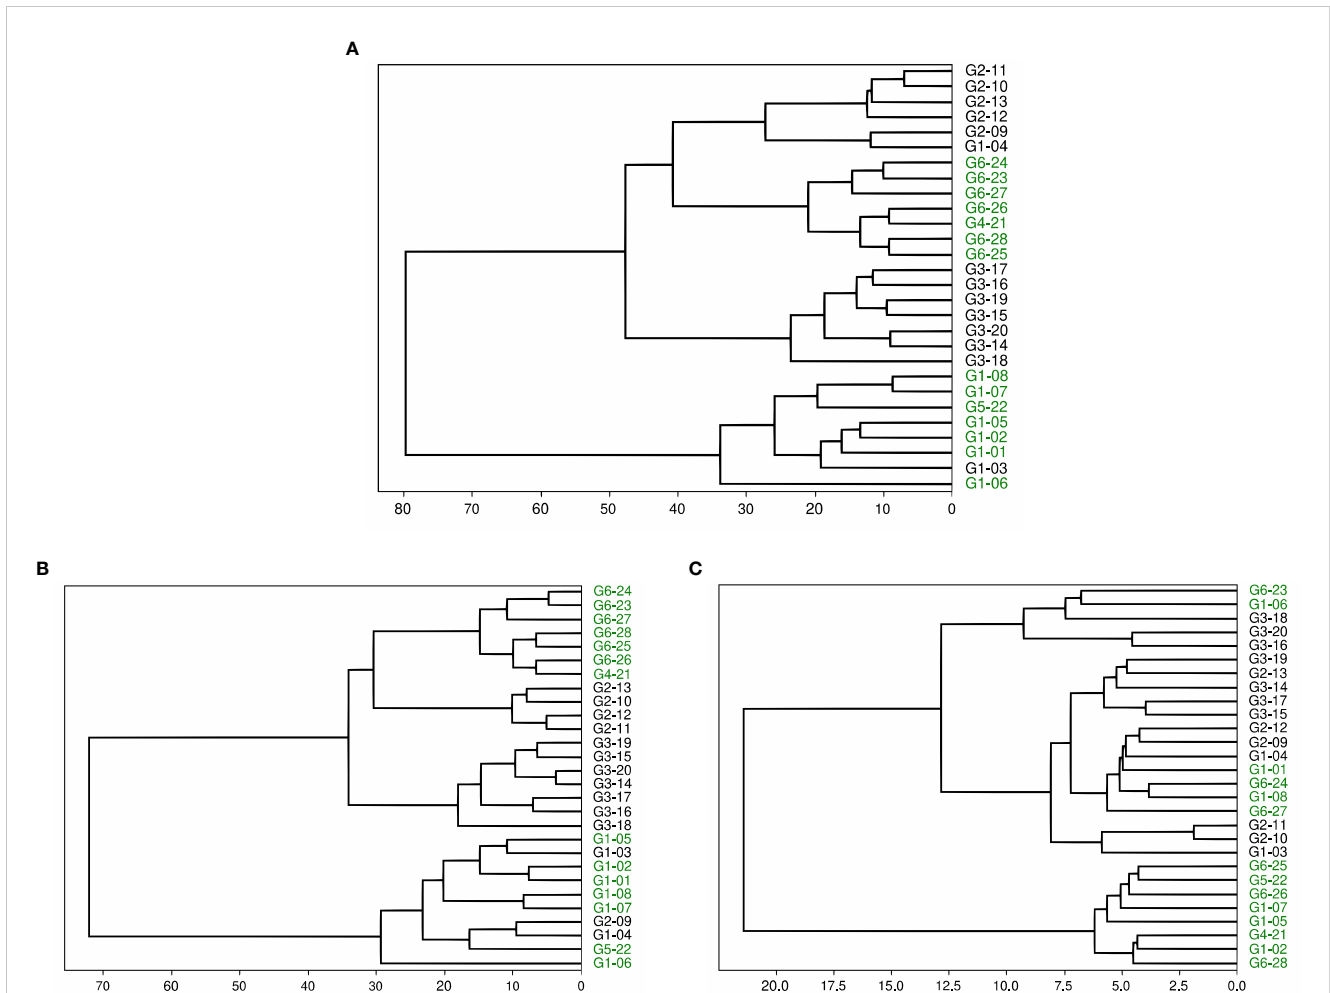 A
G2-11
G2-10
G2-13
G2-12
G2-09
G1-04
G6-24
G6-23
G6-27
G6-26
G4-21
G6-28
G6-25
G3-17
G3-16
G3-19
G3-15
G3-20
G3-14
G3-18
G1-08
G1-07
G5-22
G1-05
G1-02
G1-01
G1-03
G1-06
80 70 60 50 40 30 20 10 0
B
G6-24
G6-23
G6-27
G6-28
G6-25
G6-26
G4-21
G2-13
G2-10
G2-12
G2-11
G3-19
G3-15
G3-20
G3-14
G3-17
G3-16
G3-18
G1-05
G1-03
G1-02
G1-01
G1-08
G1-07
G2-09
G1-04
G5-22
G1-06
70 60 50 40 30 20 10 0
C
G6-23
G1-06
G3-18
G3-20
G3-16
G3-19
G2-13
G3-14
G3-17
G3-15
G2-12
G2-09
G1-04
G1-01
G6-24
G1-08
G6-27
G2-11
G2-10
G1-03
G6-25
G5-22
G6-26
G1-07
G1-05
G4-21
G1-02
G6-28
20.0 17.5 15.0 12.5 10.0 7.5 5.0 2.5 0.0